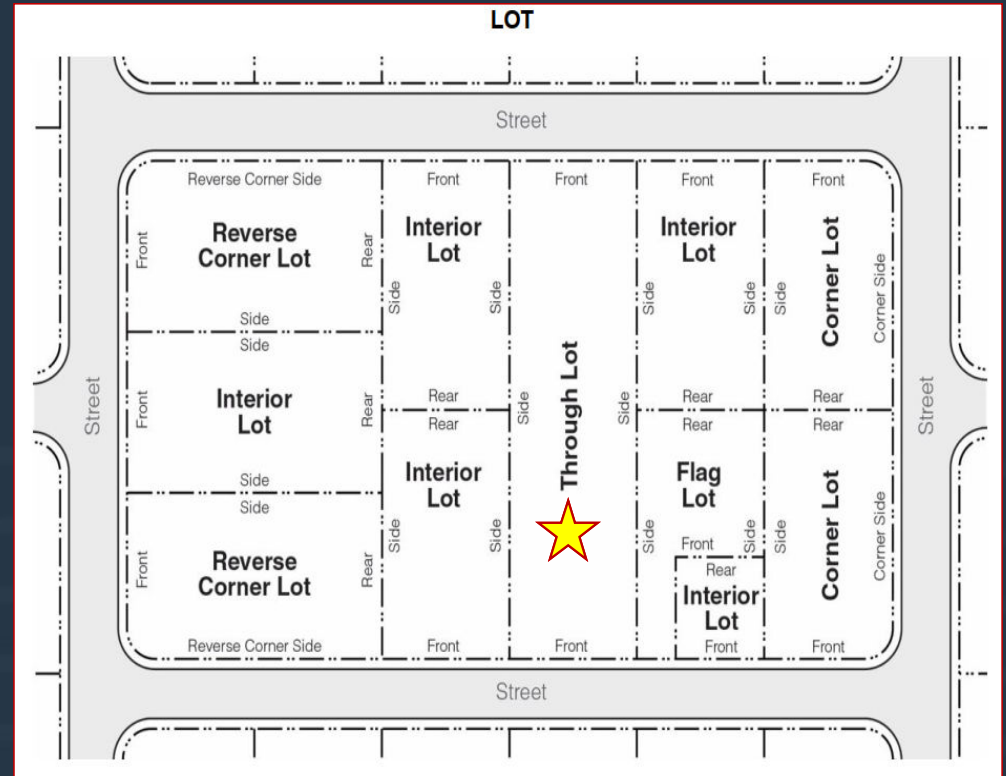 LOT
Street
Reverse Corner Side
Front
Front
Front
Front
Reverse
Corner Lot
Front
Rear
Interior
Lot
Side
Side
Interior
Lot
Side
Side
Corner Lot
Side
Corner Side
Side
Side
Street
Front
Interior
Lot
Rear
Rear
Rear
Side
Through Lot
Side
Rear
Rear
Rear
Rear
Street
Side
Side
Front
Reverse
Corner Lot
Rear
Interior
Lot
Side
Side
Flag
Lot
Side
Side
Front
Rear
Interior
Lot
Side
Corner Lot
Corner Side
Reverse Corner Side
Front
Front
Front
Front
Street